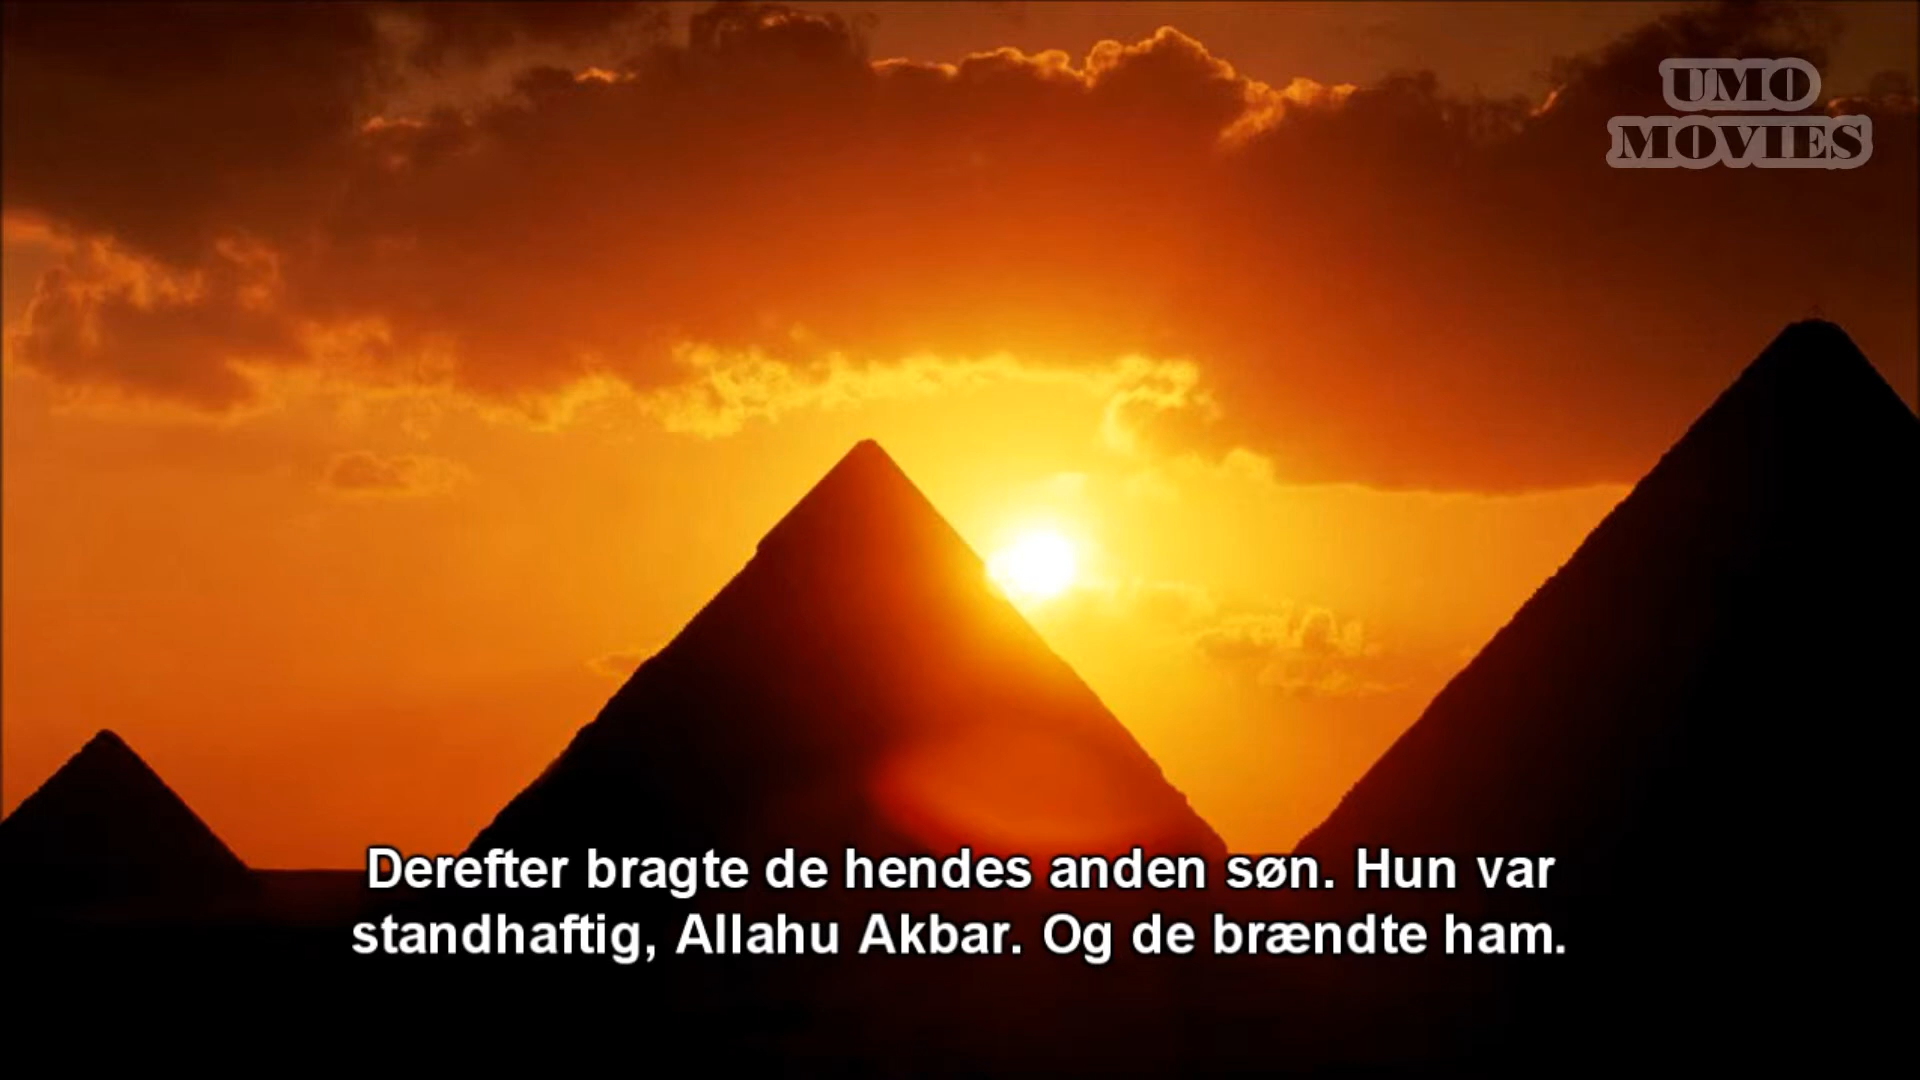 UMO
MOVIES
Derefter bragte de hendes anden søn. Hun var
standhaftig, Allahu Akbar. Og de brændte ham.